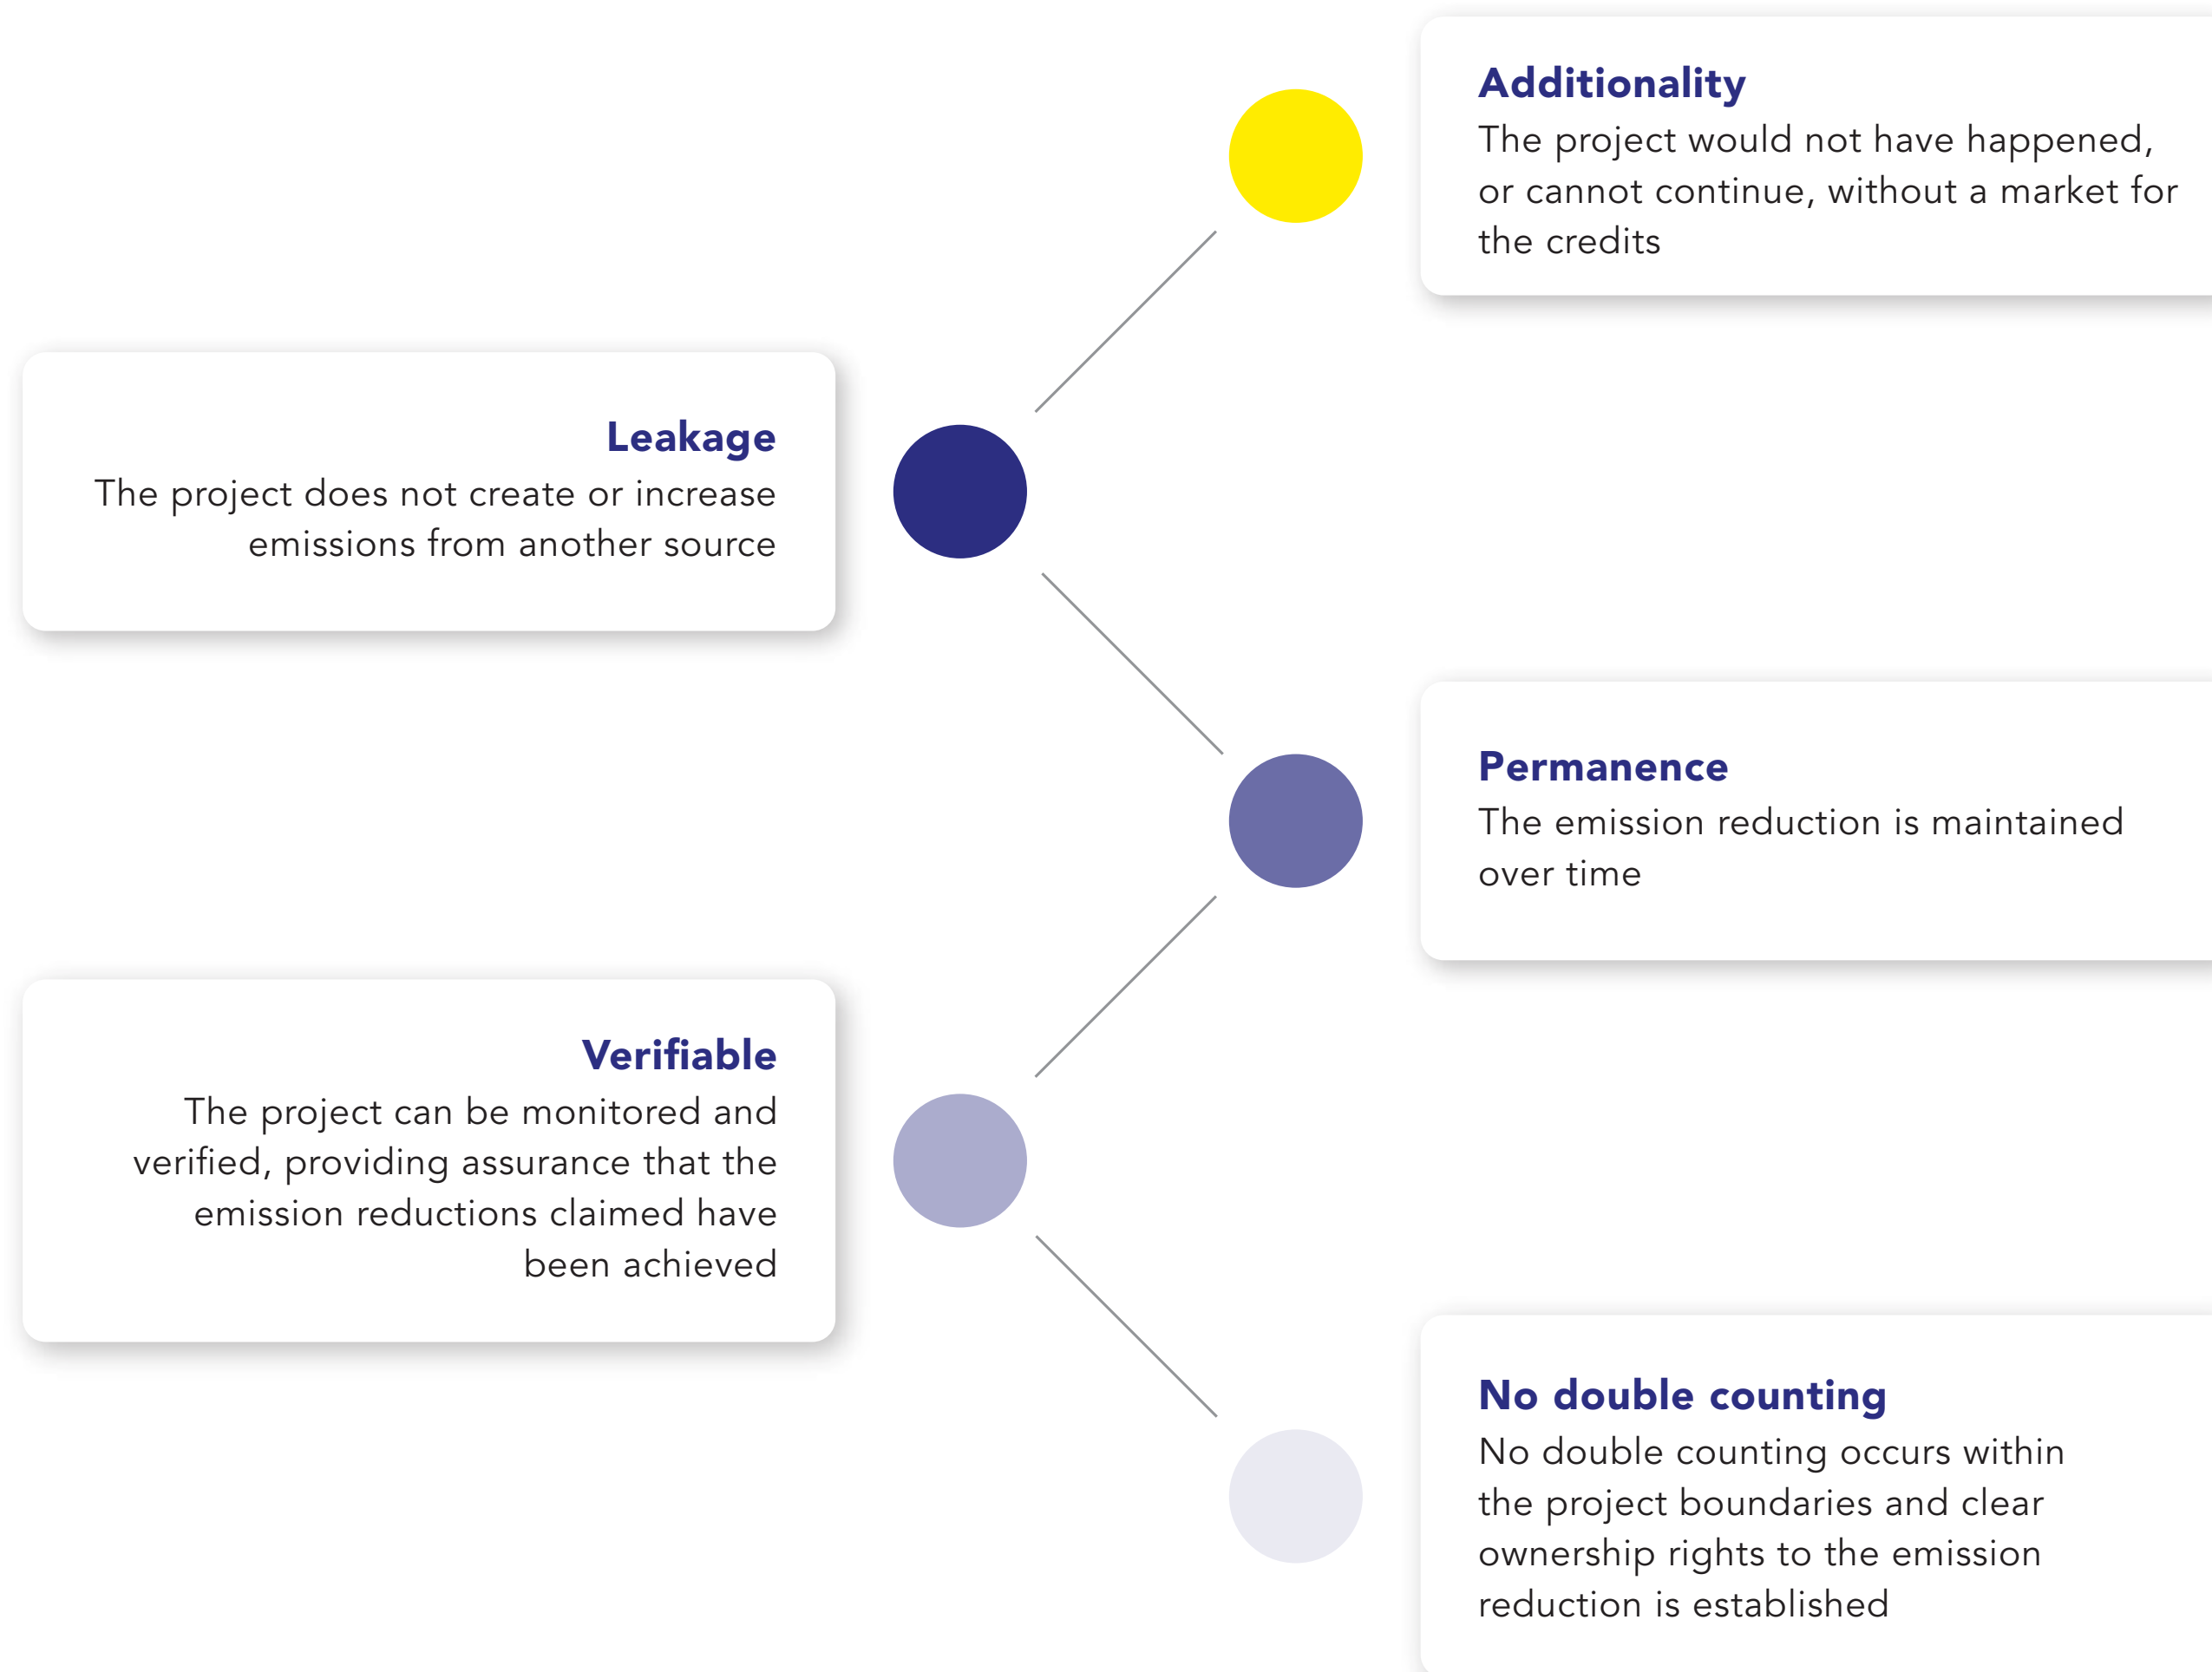 Additionality
The project would not have happened,
or cannot continue, without a market for
the credits
Leakage
The project does not create or increase
emissions from another source
Permanence
The emission reduction is maintained
over time
Verifiable
The project can be monitored and
verified, providing assurance that the
emission reductions claimed have
been achieved
No double counting
No double counting occurs within
the project boundaries and clear
ownership rights to the emission
reduction is established